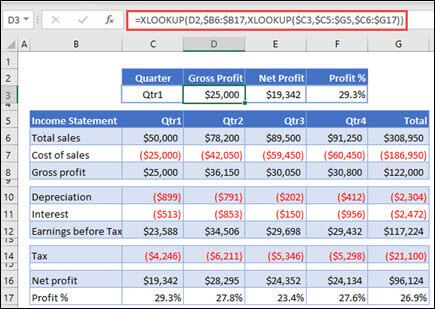 D3 fx =XLOOKUP(D2,$B6:$B17,XLOOKUP($C3,$C5:$G5,$C6:$G17))
A B C D E F G
1
2 Quarter Gross Profit Net Profit Profit %
3 Qtr1 $25,000 $19,342 29.3%
4
5 Income Statement Qtr1 Qtr2 Qtr3 Qtr4 Total
6 Total sales $50,000 $78,200 $89,500 $91,250 $308,950
7 Cost of sales ($25,000) ($42,050) ($59,450) ($60,450) ($186,950)
8 Gross profit $25,000 $36,150 $30,050 $30,800 $122,000
9
10 Depreciation ($899) ($791) ($202) ($412) ($2,304)
11 Interest ($513) ($853) ($150) ($956) ($2,472)
12 Earnings before Tax $23,588 $34,506 $29,698 $29,432 $117,224
13
14 Tax ($4,246) ($6,211) ($5,346) ($5,298) ($21,100)
15
16 Net profit $19,342 $28,295 $24,352 $24,134 $96,124
17 Profit % 29.3% 27.8% 23.4% 27.6% 26.9%